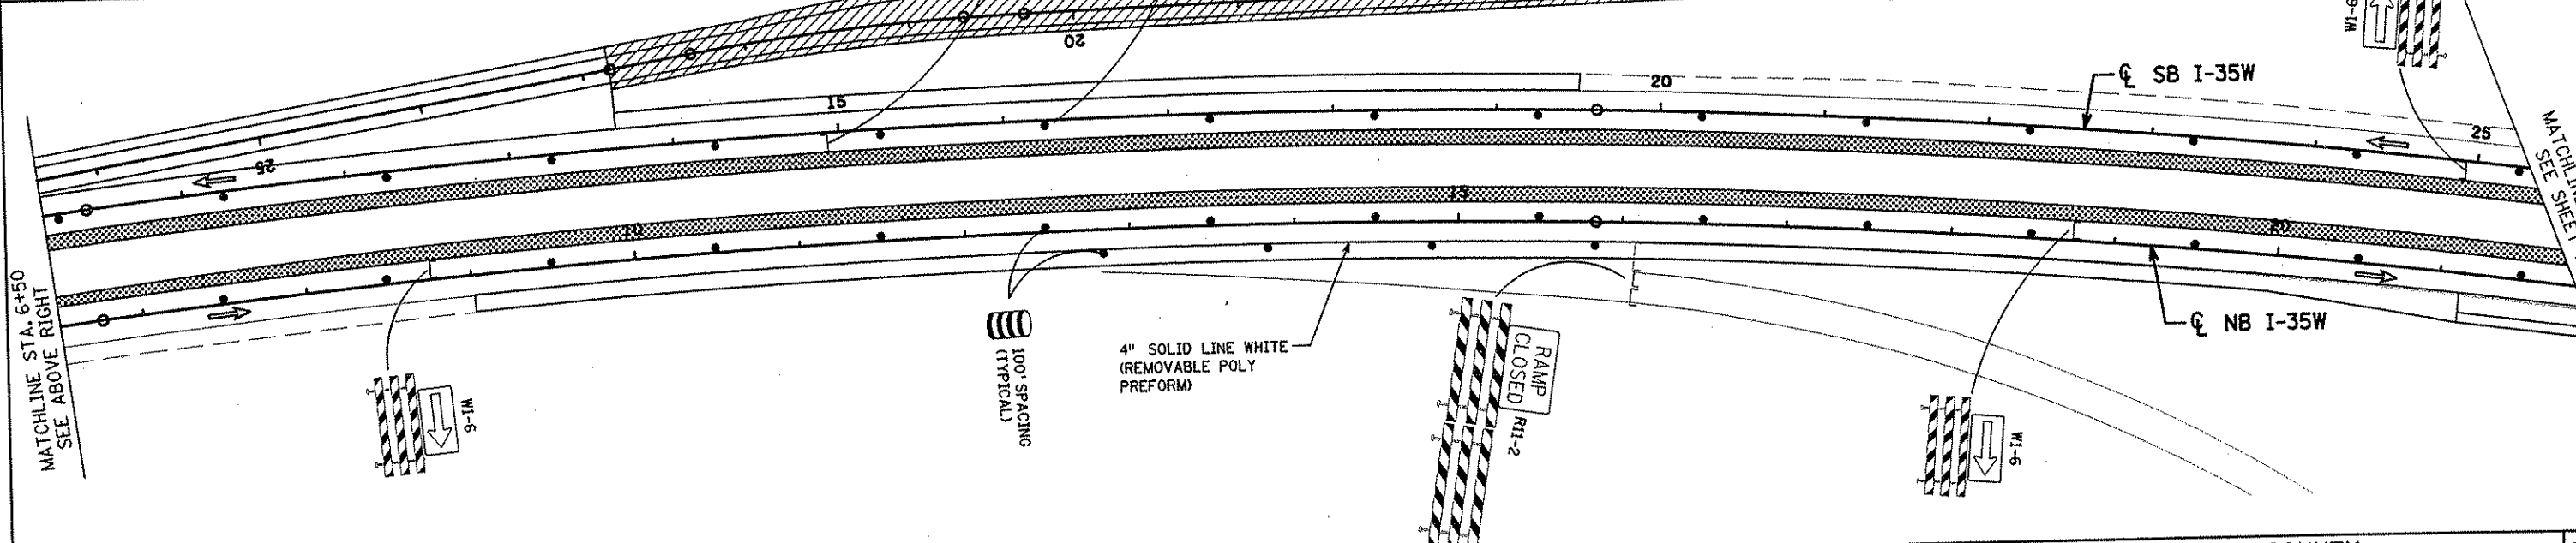 20
15
20
℄ SB I-35W
W1-6
25
25
MATCHLINE
SEE SHEET
15
10
20
MATCHLINE STA. 6+50
SEE ABOVE RIGHT
℄ NB I-35W
W1-6
100' SPACING
(TYPICAL)
4" SOLID LINE WHITE
(REMOVABLE POLY
PREFORM)
RAMP
CLOSED
R11-2
W1-6